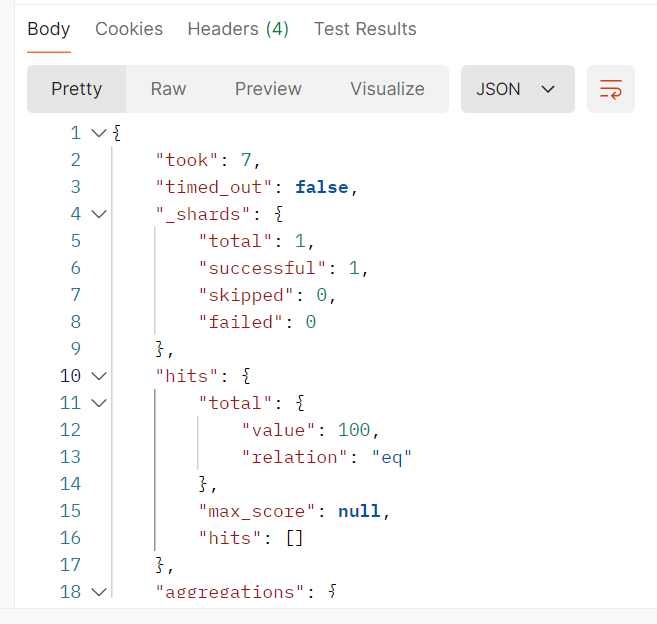 Body Cookies Headers (4) Test Results
Pretty Raw Preview Visualize JSON
1 {
2 "took": 7,
3 "timed_out": false,
4 "_shards": {
5 "total": 1,
6 "successful": 1,
7 "skipped": 0,
8 "failed": 0
9 },
10 "hits": {
11 "total": {
12 "value": 100,
13 "relation": "eq"
14 },
15 "max_score": null,
16 "hits": []
17 },
18 "aggregations": {